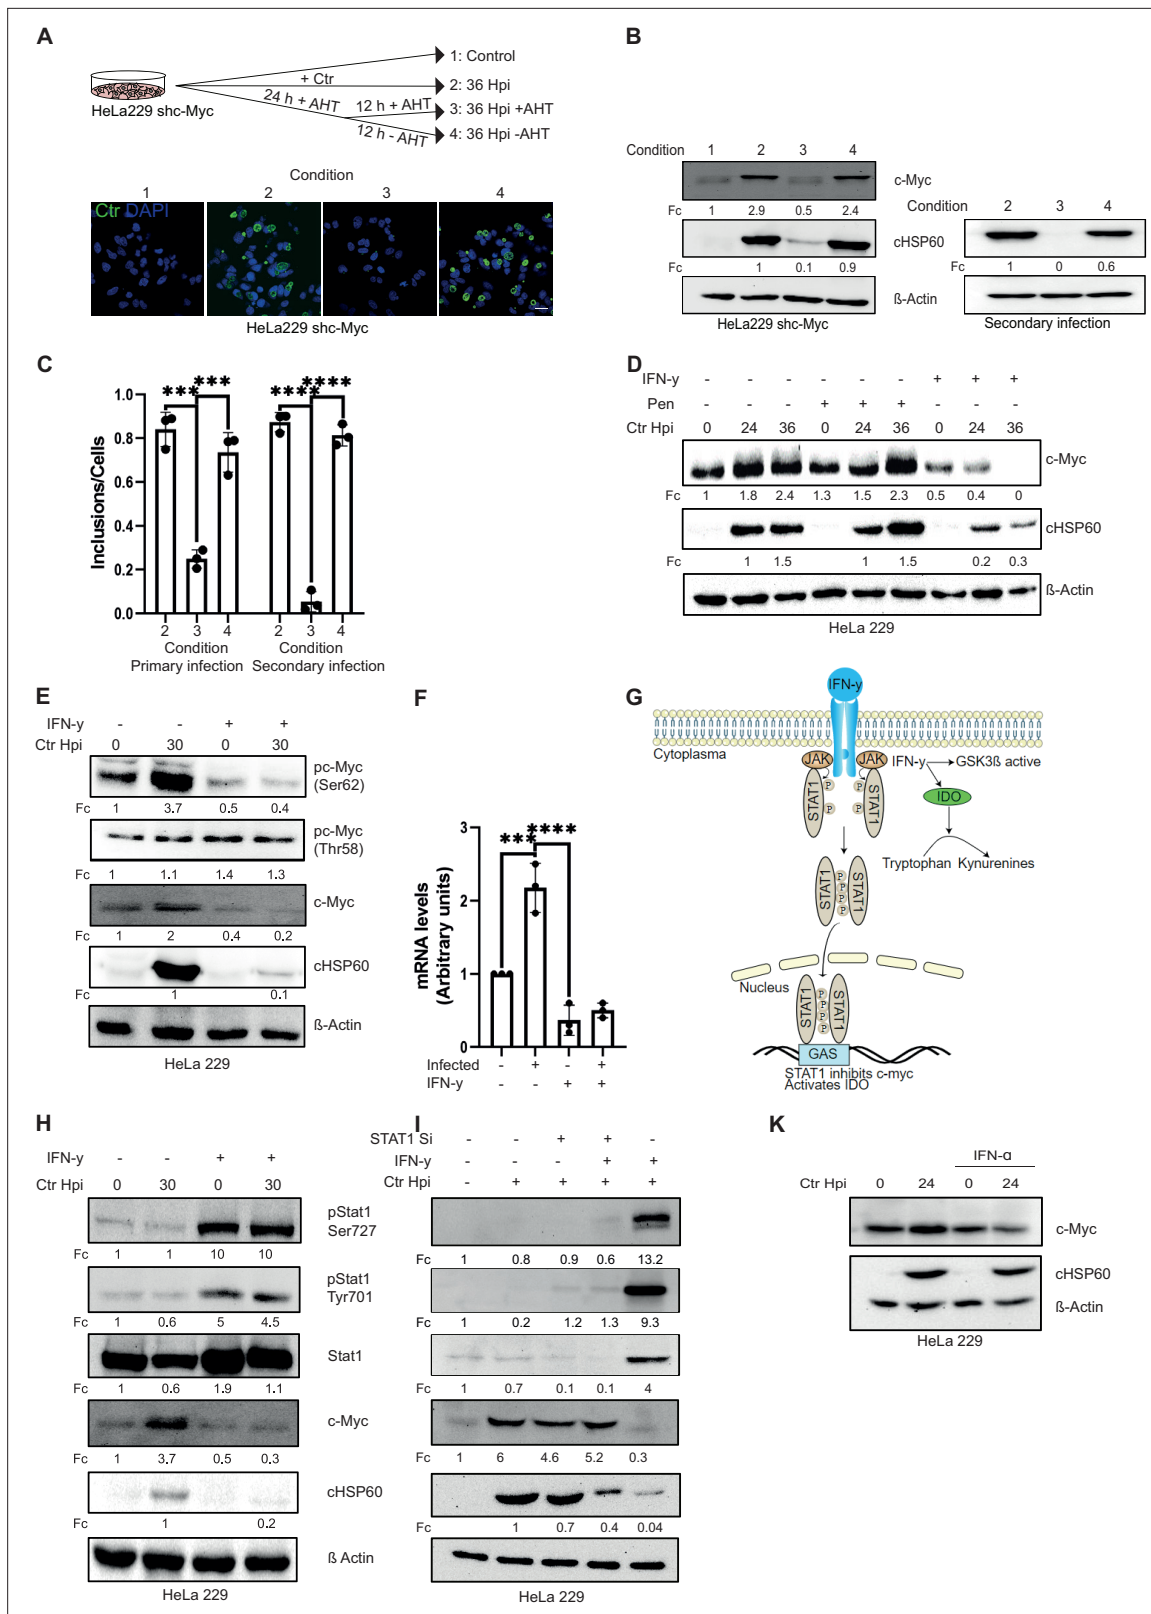 A
1: Control
+ Ctr
2: 36 Hpi
24 h + AHT
12 h + AHT
3: 36 Hpi +AHT
12 h - AHT
4: 36 Hpi -AHT
HeLa229 shc-Myc
Condition
1 2 3 4
Ctr DAPI
HeLa229 shc-Myc
B
Condition 1 2 3 4
c-Myc
Fc 1 2.9 0.5 2.4
cHSP60
Fc 1 0.1 0.9
ß-Actin
HeLa229 shc-Myc
Condition 2 3 4
Fc 1 0 0.6
Secondary infection
C
*** *** **** ****
Inclusions/Cells
1.0
0.8
0.6
0.4
0.2
0.0
2 3 4 2 3 4
Condition Condition
Primary infection Secondary infection
D
IFN-y - - - - - - + + +
Pen - - - + + + - - -
Ctr Hpi 0 24 36 0 24 36 0 24 36
c-Myc
Fc 1 1.8 2.4 1.3 1.5 2.3 0.5 0.4 0
cHSP60
Fc 1 1.5 1 1.5 0.2 0.3
ß-Actin
HeLa 229
E
IFN-y - - + +
Ctr Hpi 0 30 0 30
pc-Myc
(Ser62)
Fc 1 3.7 0.5 0.4
pc-Myc
(Thr58)
Fc 1 1.1 1.4 1.3
c-Myc
Fc 1 2 0.4 0.2
cHSP60
Fc 1 0.1
ß-Actin
HeLa 229
F
*** ****
mRNA levels
(Arbitrary units)
3
2
1
0
Infected - + - +
IFN-y - - + +
G
IFN-y
Cytoplasma
JAK JAK
IFN-y GSK3ß active
STAT1 P P STAT1
P P
IDO
Tryptophan Kynurenines
STAT1 P P P P STAT1
Nucleus
STAT1 P P P P STAT1
GAS
STAT1 inhibits c-myc
Activates IDO
H
IFN-y - - + +
Ctr Hpi 0 30 0 30
pStat1
Ser727
Fc 1 1 10 10
pStat1
Tyr701
Fc 1 0.6 5 4.5
Stat1
Fc 1 0.6 1.9 1.1
c-Myc
Fc 1 3.7 0.5 0.3
cHSP60
Fc 1 0.2
ß Actin
HeLa 229
I
STAT1 Si - - + + -
IFN-y - - - + +
Ctr Hpi - + + + +
Fc 1 0.8 0.9 0.6 13.2
Fc 1 0.2 1.2 1.3 9.3
Fc 1 0.7 0.1 0.1 4
Fc 1 6 4.6 5.2 0.3
Fc 1 0.7 0.4 0.04
HeLa 229
K
IFN-α
Ctr Hpi 0 24 0 24
c-Myc
cHSP60
ß-Actin
HeLa 229